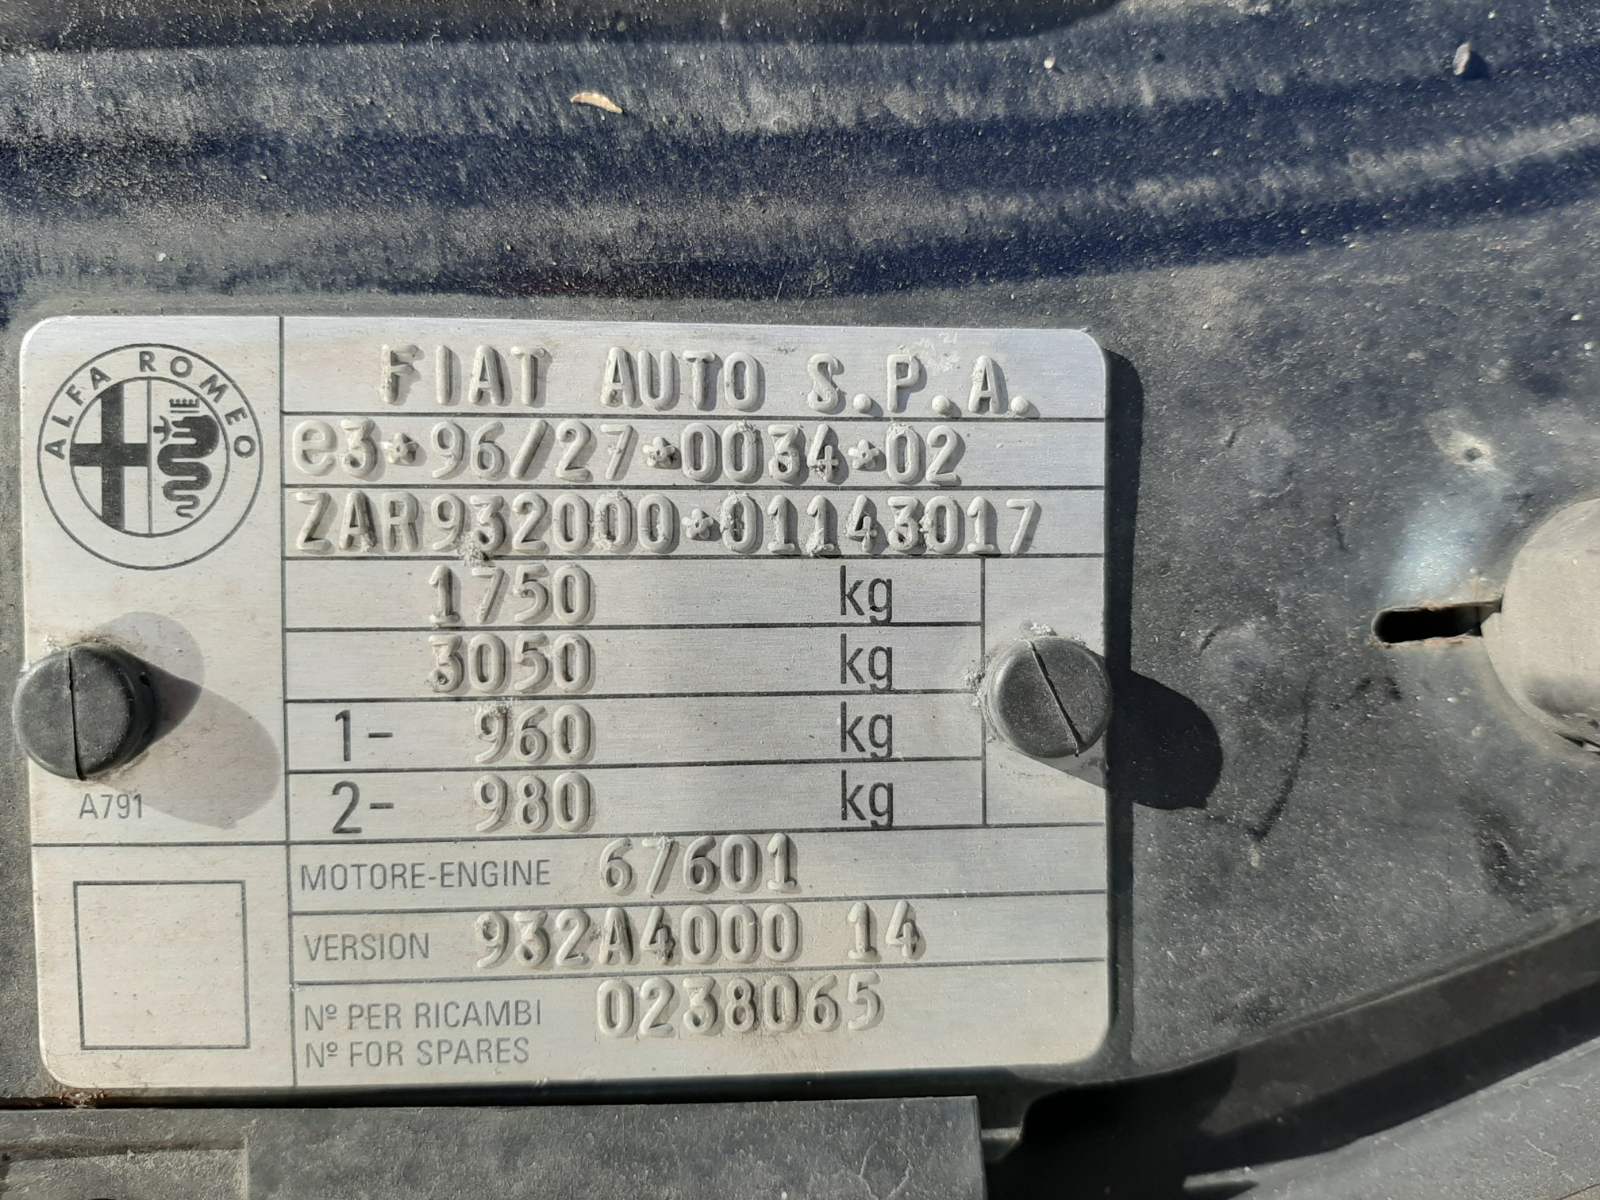 ALFA ROMEO
FIAT AUTO S.P.A.
e3*96/27*0034*02
ZAR932000*01143017
1750 kg
3050 kg
1- 960 kg
2- 980 kg
A791
MOTORE-ENGINE 67601
VERSION 932A4000 14
Nº PER RICAMBI 0238065
Nº FOR SPARES